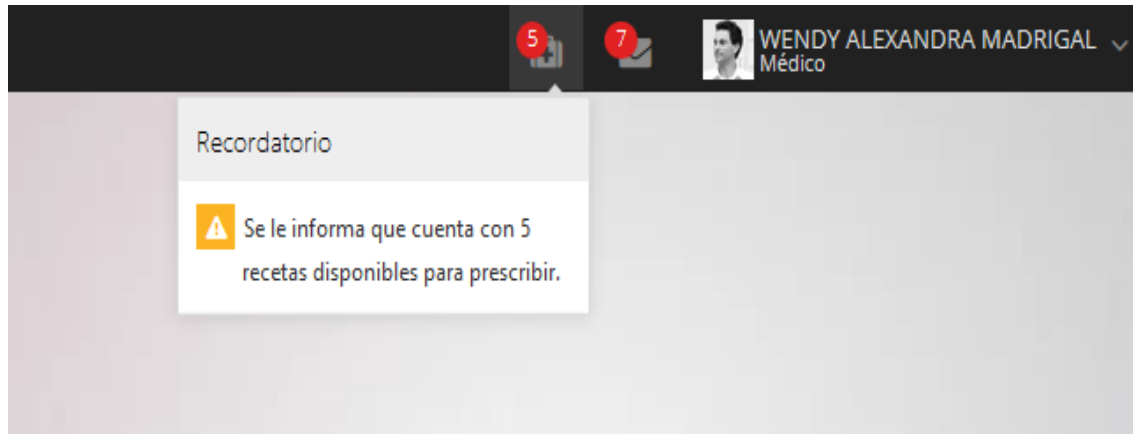 5
7
WENDY ALEXANDRA MADRIGAL
Médico
Recordatorio
Se le informa que cuenta con 5
recetas disponibles para prescribir.